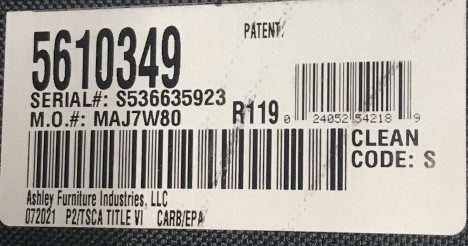 PATENT:
5610349
SERIAL#: S536635923
M.O.#: MAJ7W80
R119
0 24052 54218 9
CLEAN
CODE: S
Ashley Furniture Industries, LLC
072021 P2/TSCA TITLE VI CARB/EPA